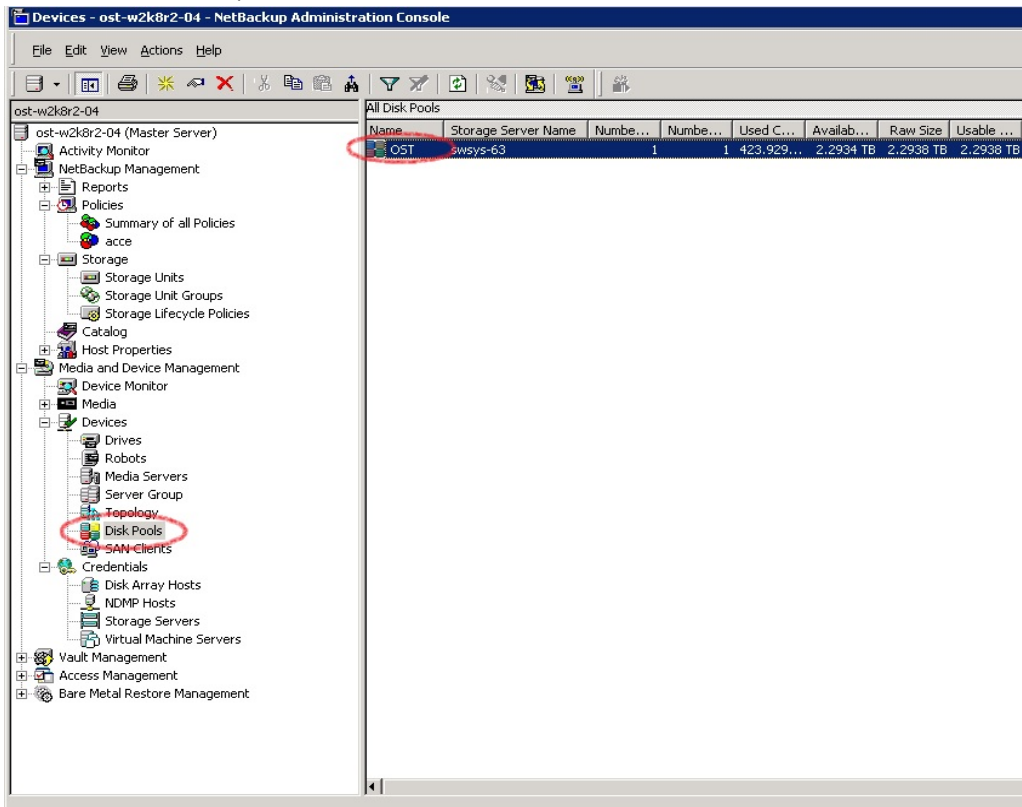 Devices - ost-w2k8r2-04 - NetBackup Administration Console
File Edit View Actions Help
ost-w2k8r2-04
All Disk Pools
Name Storage Server Name Numbe... Numbe... Used C... Availab... Raw Size Usable ...
OST swsys-63 1 1 423.929... 2.2934 TB 2.2938 TB 2.2938 TB
ost-w2k8r2-04 (Master Server)
Activity Monitor
NetBackup Management
Reports
Policies
Summary of all Policies
acce
Storage
Storage Units
Storage Unit Groups
Storage Lifecycle Policies
Catalog
Host Properties
Media and Device Management
Device Monitor
Media
Devices
Drives
Robots
Media Servers
Server Group
Topology
Disk Pools
SAN Clients
Credentials
Disk Array Hosts
NDMP Hosts
Storage Servers
Virtual Machine Servers
Vault Management
Access Management
Bare Metal Restore Management